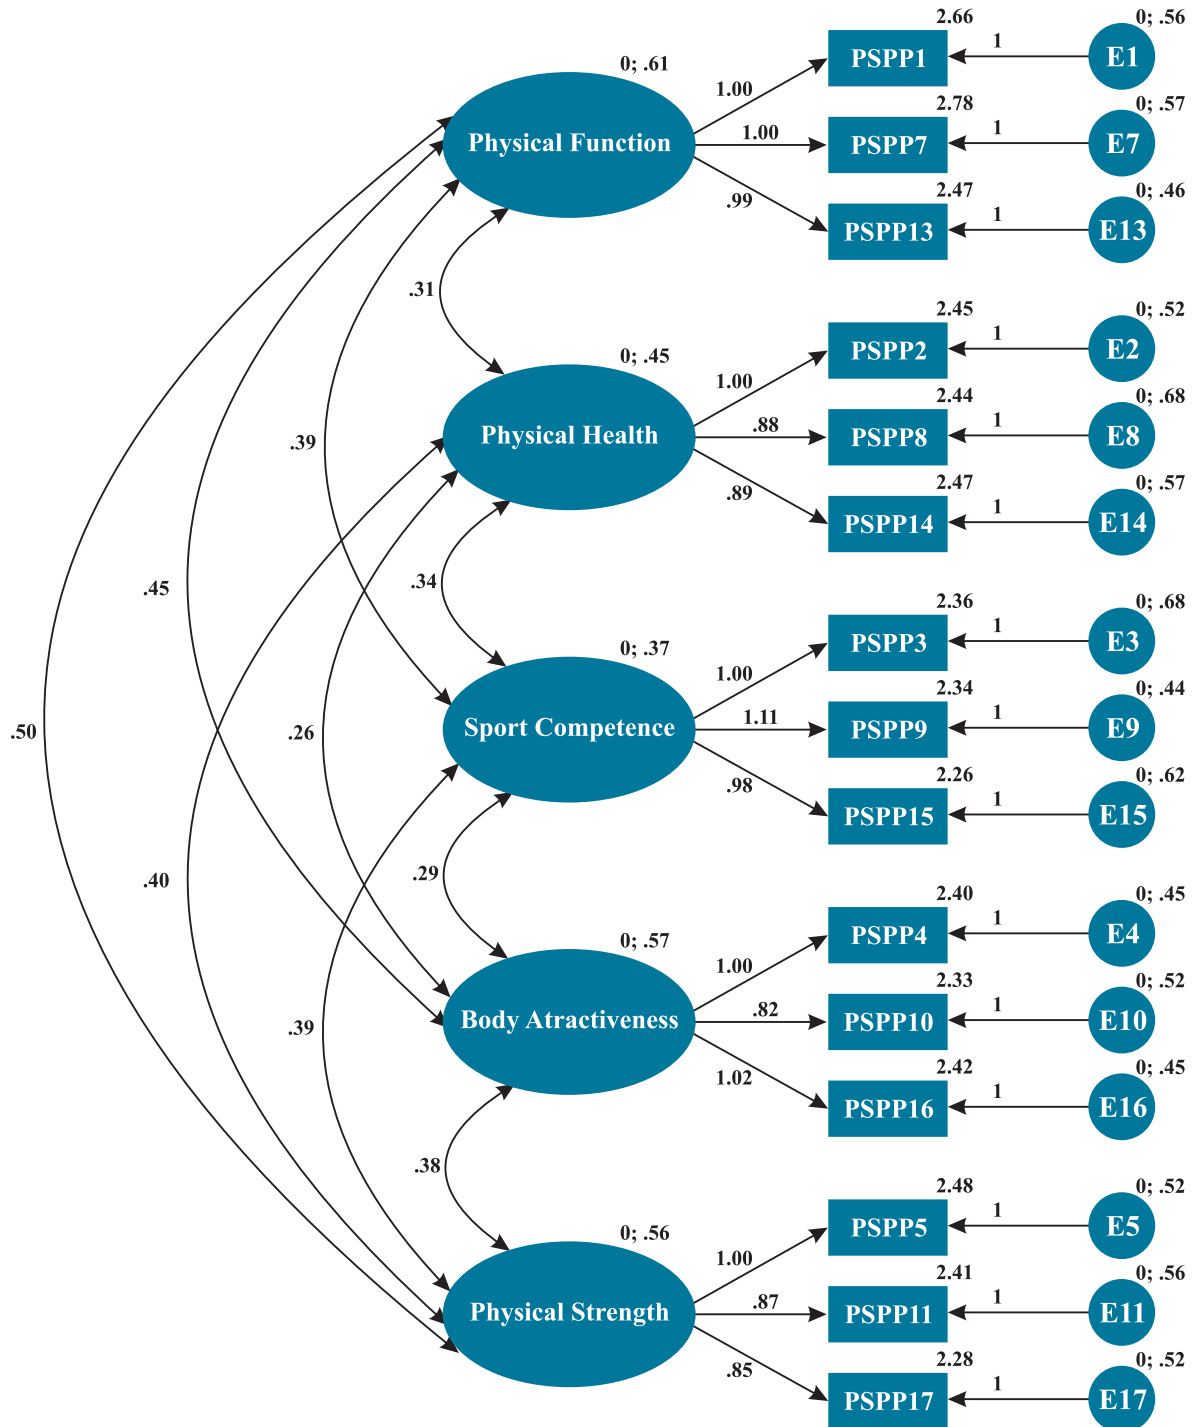 2.66
0; .56
1
PSPP1
E1
0; .61
1.00
2.78
0; .57
1
Physical Function
1.00
PSPP7
E7
.99
2.47
0; .46
1
PSPP13
E13
.31
2.45
0; .52
1
PSPP2
E2
0; .45
1.00
2.44
0; .68
1
.39
Physical Health
.88
PSPP8
E8
.89
2.47
0; .57
1
PSPP14
E14
.45
.34
2.36
0; .68
1
PSPP3
E3
0; .37
1.00
2.34
0; .44
1
.50
.26
Sport Competence
1.11
PSPP9
E9
.98
2.26
0; .62
1
PSPP15
E15
.40
.29
2.40
0; .45
1
PSPP4
E4
0; .57
1.00
2.33
0; .52
1
.39
Body Atractiveness
.82
PSPP10
E10
1.02
2.42
0; .45
1
PSPP16
E16
.38
2.48
0; .52
1
PSPP5
E5
0; .56
1.00
2.41
0; .56
1
Physical Strength
.87
PSPP11
E11
.85
2.28
0; .52
1
PSPP17
E17